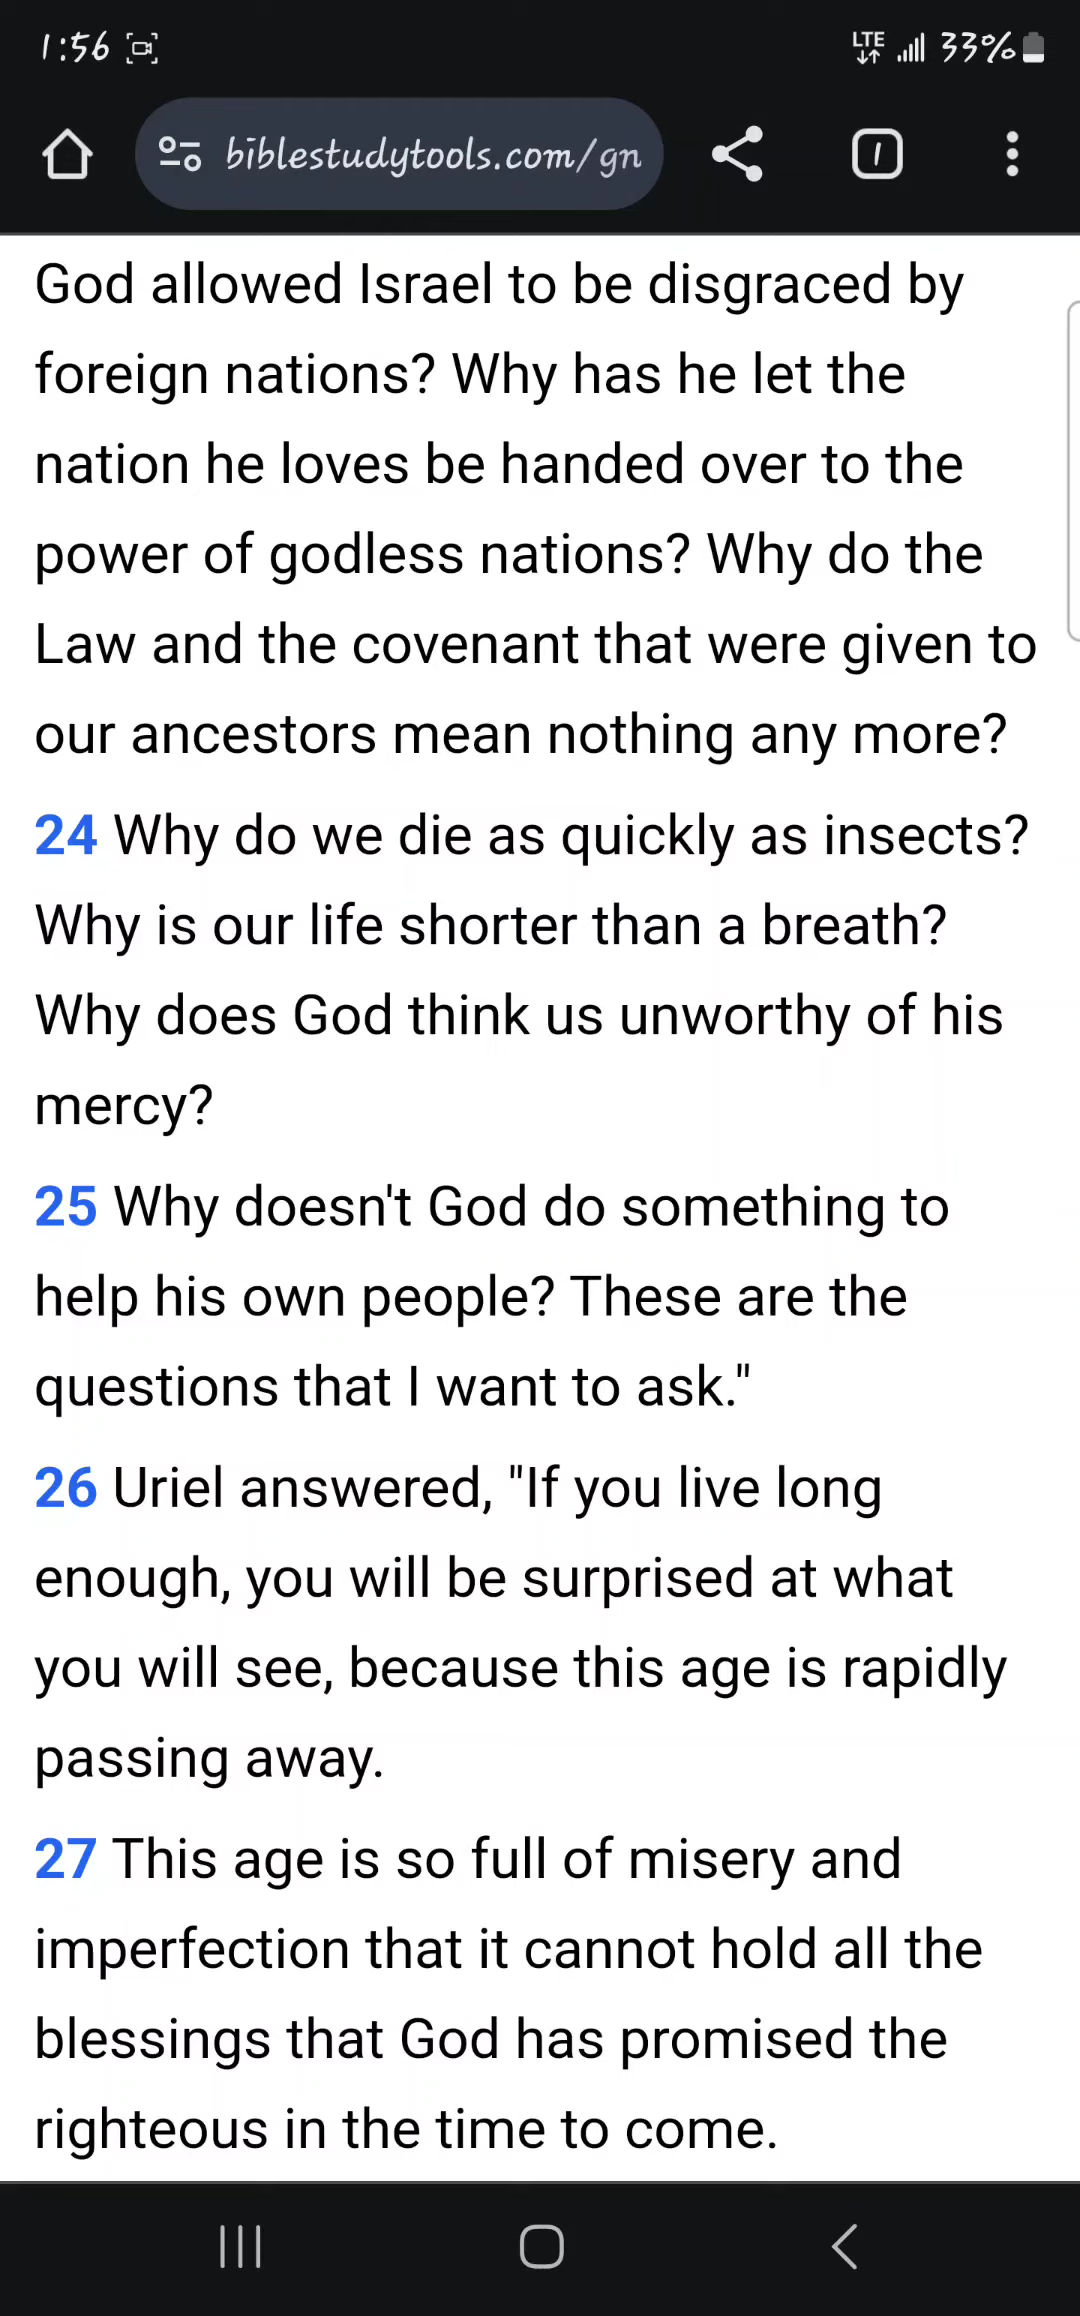 1:56 LTE 33%
biblestudytools.com/gn 1
God allowed Israel to be disgraced by
foreign nations? Why has he let the
nation he loves be handed over to the
power of godless nations? Why do the
Law and the covenant that were given to
our ancestors mean nothing any more?
24 Why do we die as quickly as insects?
Why is our life shorter than a breath?
Why does God think us unworthy of his
mercy?
25 Why doesn't God do something to
help his own people? These are the
questions that I want to ask."
26 Uriel answered, "If you live long
enough, you will be surprised at what
you will see, because this age is rapidly
passing away.
27 This age is so full of misery and
imperfection that it cannot hold all the
blessings that God has promised the
righteous in the time to come.